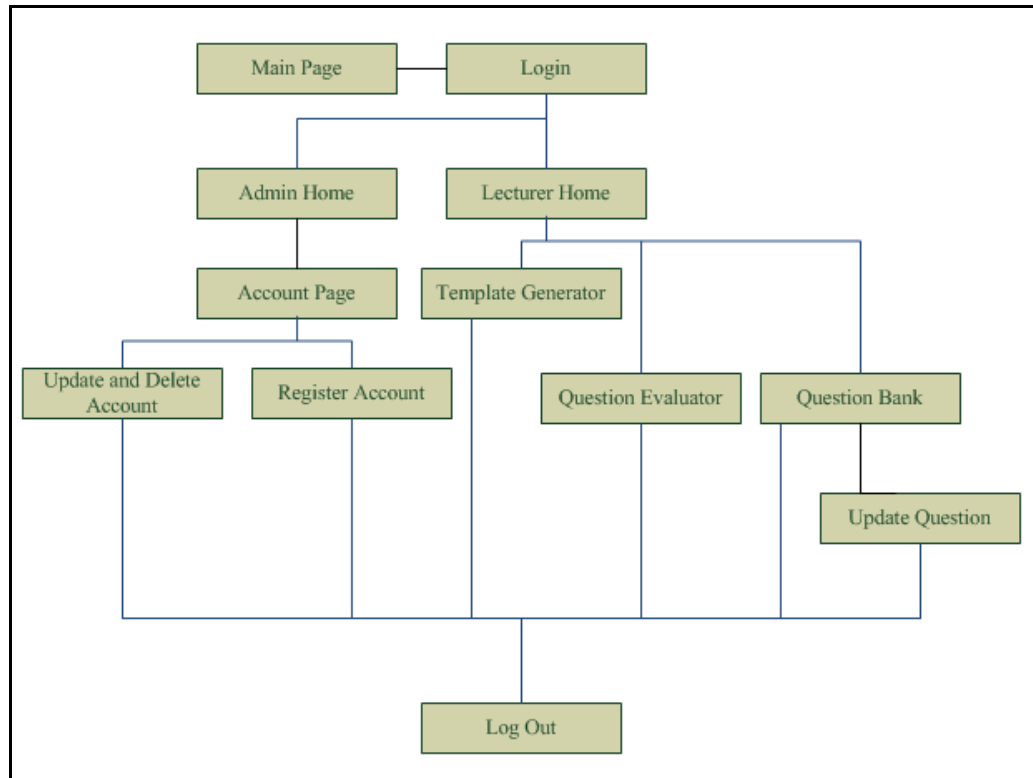 Main Page
Login
Admin Home
Lecturer Home
Account Page
Template Generator
Update and Delete
Account
Register Account
Question Evaluator
Question Bank
Update Question
Log Out